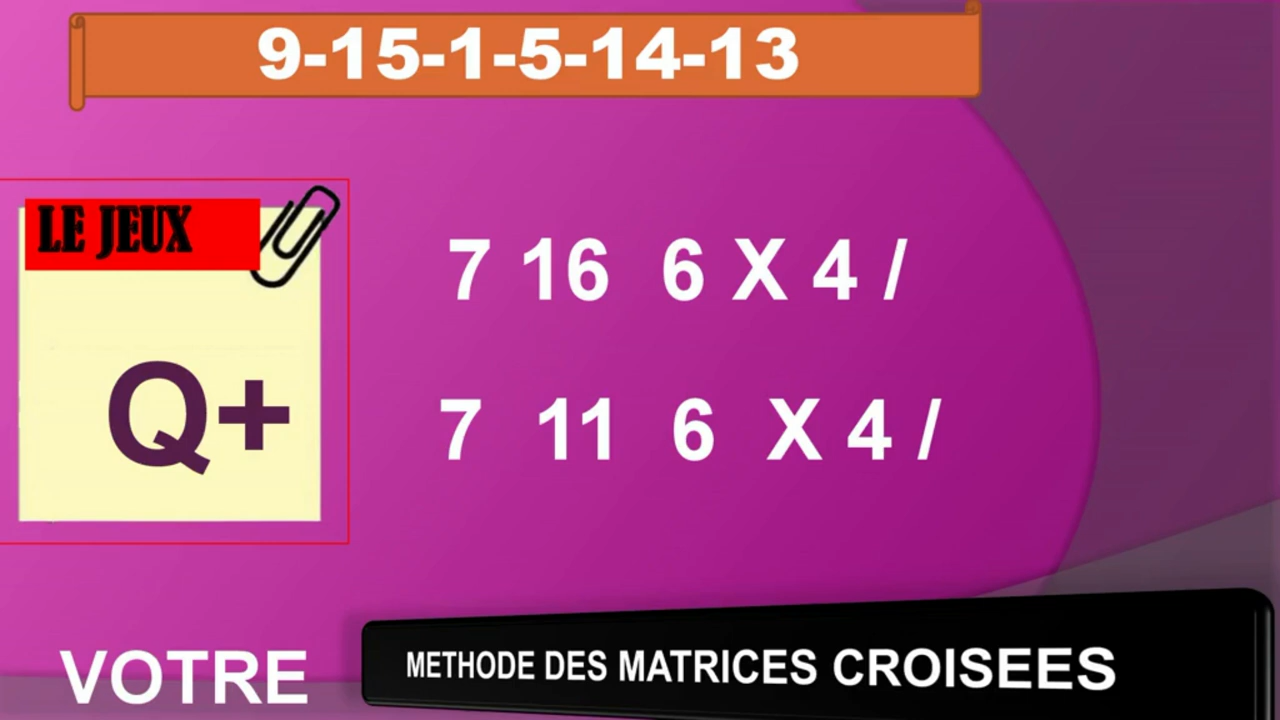 9-15-1-5-14-13
LE JEUX
7 16 6 X 4 /
Q+
7 11 6 X 4 /
VOTRE
METHODE DES MATRICES CROISEES